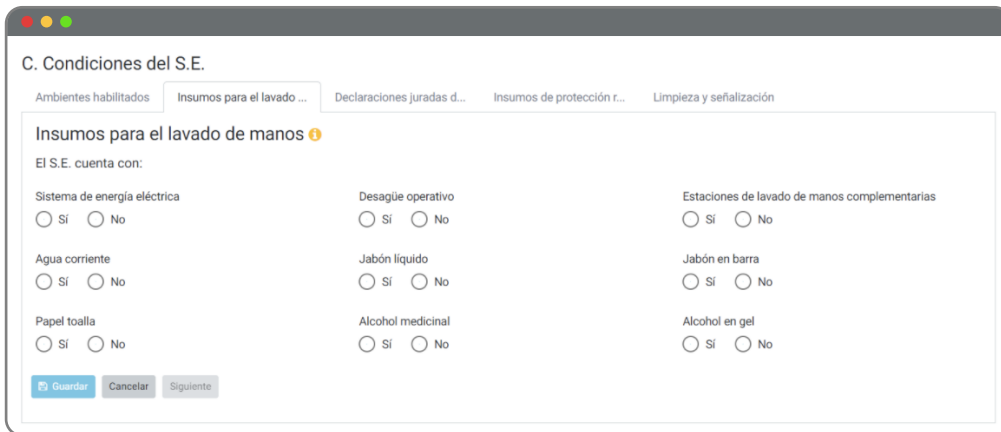 C. Condiciones del S.E.
Ambientes habilitados Insumos para el lavado ... Declaraciones juradas d... Insumos de protección r... Limpieza y señalización
Insumos para el lavado de manos
El S.E. cuenta con:
Sistema de energía eléctrica Desagüe operativo Estaciones de lavado de manos complementarias
Sí No Sí No Sí No
Agua corriente Jabón líquido Jabón en barra
Sí No Sí No Sí No
Papel toalla Alcohol medicinal Alcohol en gel
Sí No Sí No Sí No
Guardar Cancelar Siguiente